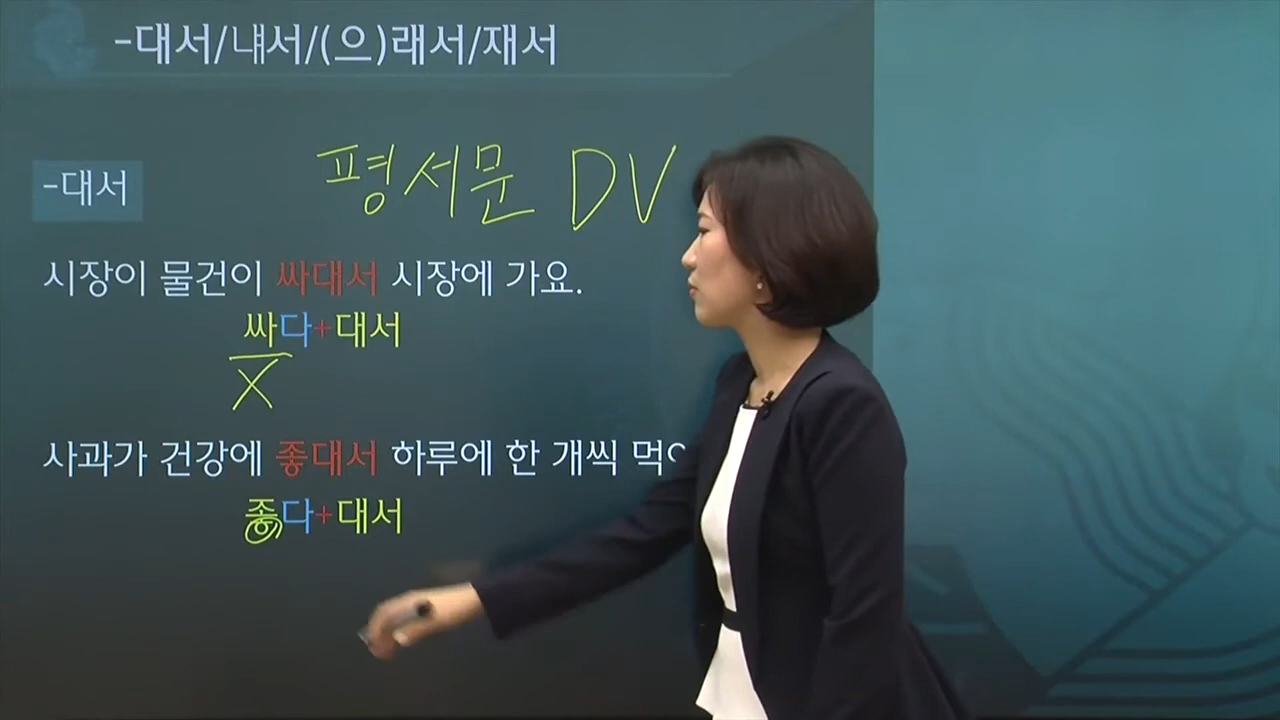 -대서/냬서/(으)래서/재서
평서문 DV
-대서
시장이 물건이 싸대서 시장에 가요.
싸다+대서
X
사과가 건강에 좋대서 하루에 한 개씩
좋다+대서